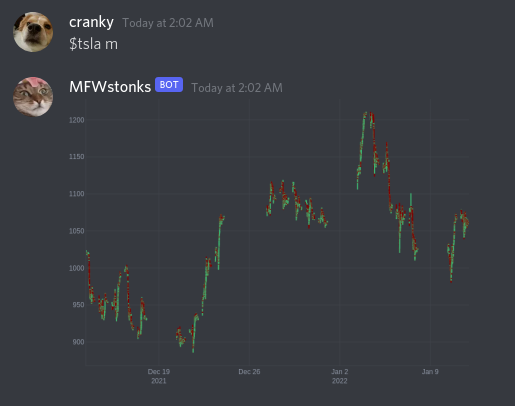 cranky Today at 2:02 AM
$tsla m
MFWstonks BOT Today at 2:02 AM
1200
1150
1100
1050
1000
950
900
Dec 19 Dec 26 Jan 2 Jan 9
2021 2022